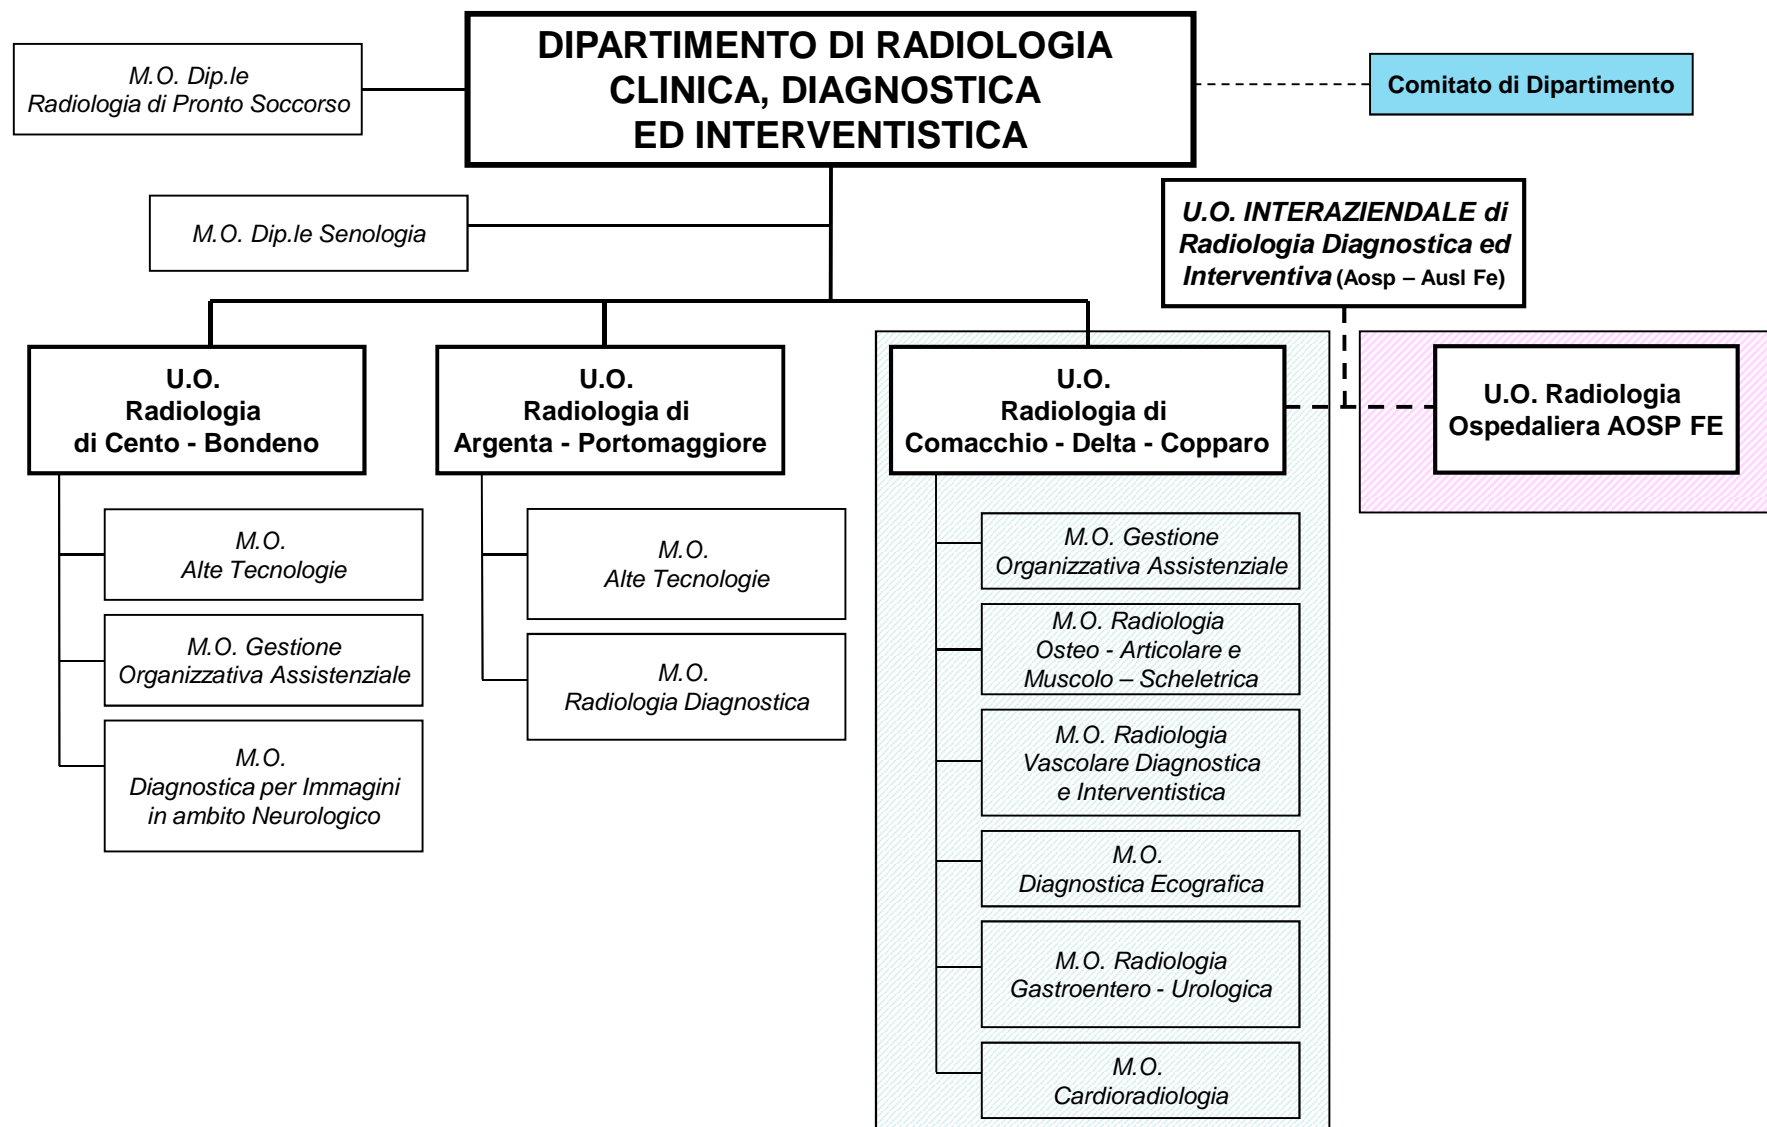 DIPARTIMENTO DI RADIOLOGIA
CLINICA, DIAGNOSTICA
ED INTERVENTISTICA
M.O. Dip.le
Radiologia di Pronto Soccorso
Comitato di Dipartimento
M.O. Dip.le Senologia
U.O. INTERAZIENDALE di
Radiologia Diagnostica ed
Interventiva (Aosp – Ausl Fe)
U.O.
Radiologia
di Cento - Bondeno
U.O.
Radiologia di
Argenta - Portomaggiore
U.O.
Radiologia di
Comacchio - Delta - Copparo
U.O. Radiologia
Ospedaliera AOSP FE
M.O.
Alte Tecnologie
M.O. Gestione
Organizzativa Assistenziale
M.O.
Diagnostica per Immagini
in ambito Neurologico
M.O.
Alte Tecnologie
M.O.
Radiologia Diagnostica
M.O. Gestione
Organizzativa Assistenziale
M.O. Radiologia
Osteo - Articolare e
Muscolo – Scheletrica
M.O. Radiologia
Vascolare Diagnostica
e Interventistica
M.O.
Diagnostica Ecografica
M.O. Radiologia
Gastroentero - Urologica
M.O.
Cardioradiologia